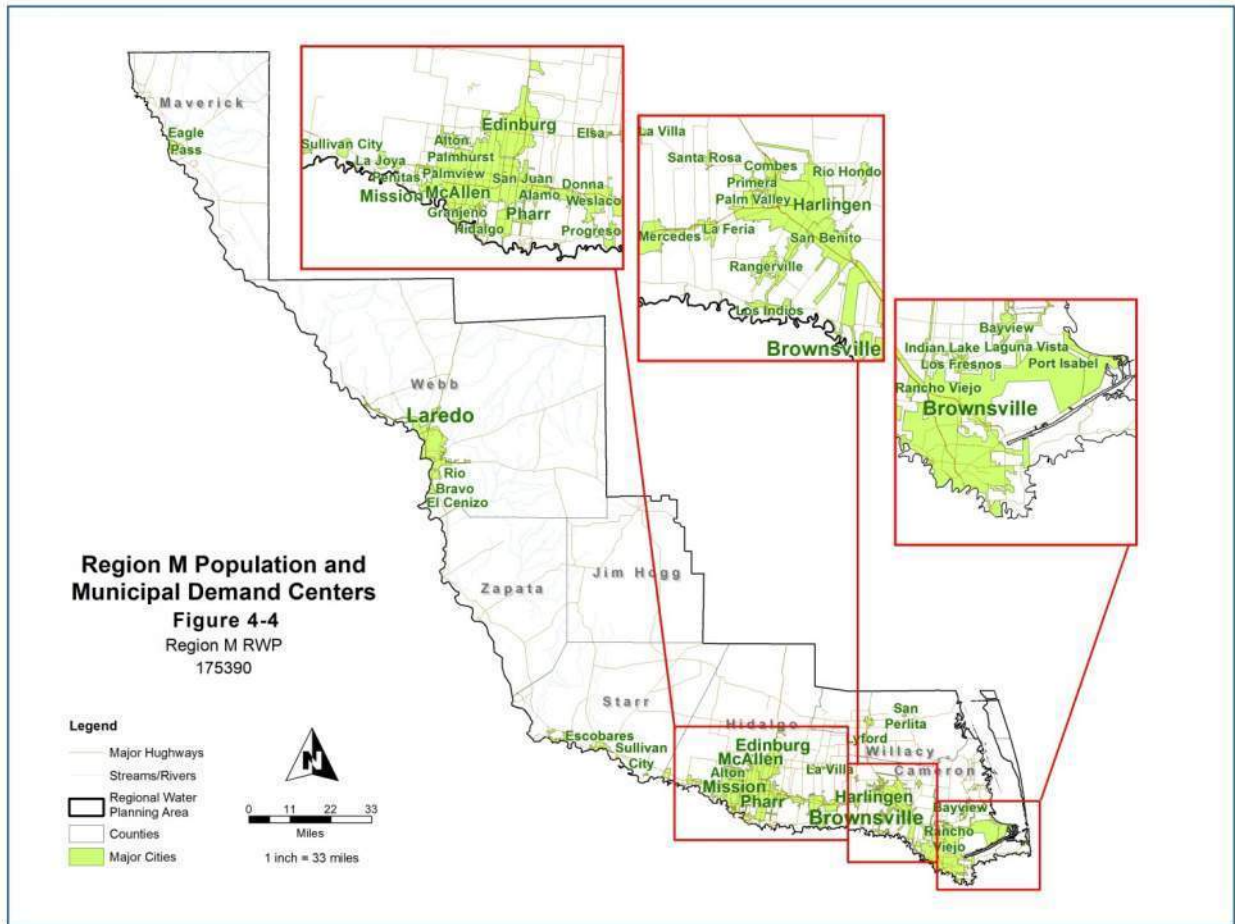 Maverick
Eagle
Pass
Edinburg
Elsa
Sullivan City
Alton
La Joya
Palmhurst
Penitas
Palmview
San Juan
Donna
Mission
McAllen
Alamo
Weslaco
Granjeno
Pharr
Hidalgo
Progreso
La Villa
Santa Rosa
Combes
Rio Hondo
Primera
Palm Valley
Harlingen
Mercedes
La Feria
San Benito
Rangerville
Los Indios
Brownsville
Bayview
Indian Lake
Laguna Vista
Los Fresnos
Port Isabel
Rancho Viejo
Brownsville
Webb
Laredo
Rio
Bravo
El Cenizo
Zapata
Jim Hogg
Starr
Escobares
Sullivan
City
Hidalgo
Edinburg
McAllen
Alton
Mission
Pharr
La Villa
San
Perlita
yford
Willacy
Cameron
Harlingen
Brownsville
Bayview
Rancho
Viejo
Region M Population and
Municipal Demand Centers
Figure 4-4
Region M RWP
175390
Legend
Major Hughways
Streams/Rivers
Regional Water
Planning Area
Counties
Major Cities
N
0 11 22 33
Miles
1 inch = 33 miles